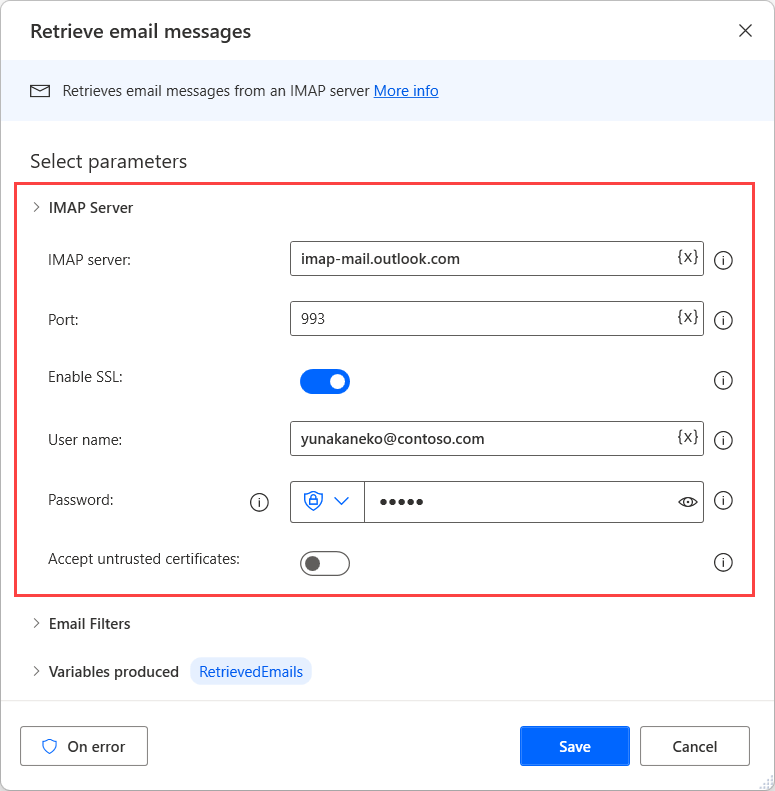 Retrieve email messages
Retrieves email messages from an IMAP server More info
Select parameters
IMAP Server
IMAP server: imap-mail.outlook.com {x}
Port: 993 {x}
Enable SSL:
User name: yunakaneko@contoso.com {x}
Password: •••••
Accept untrusted certificates:
Email Filters
Variables produced RetrievedEmails
On error Save Cancel